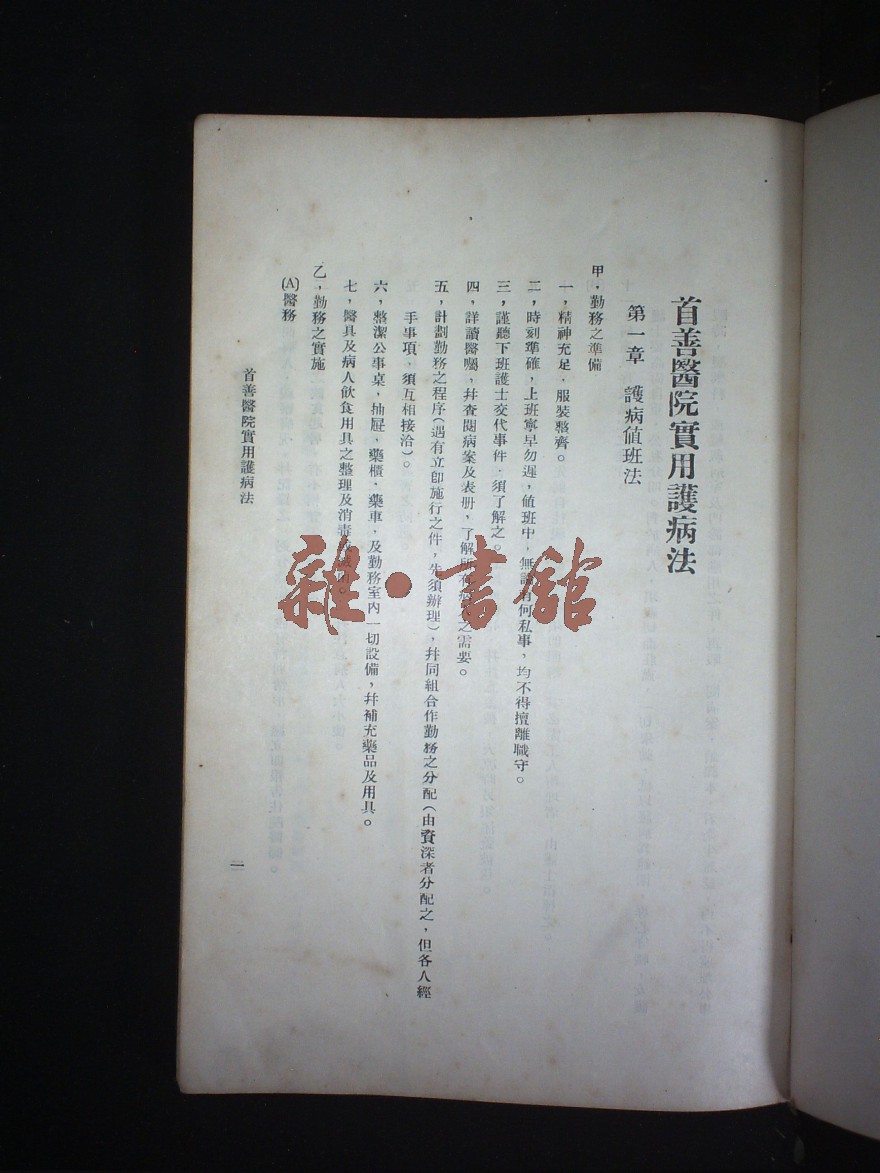 首善醫院實用護病法
第一章 護病值班法
甲，勤務之準備
一，精神充足，服裝整齊。
二，時刻準確，上班寧早勿遲，值班中，無論有何私事，均不得擅離職守。
三，謹聽下班護士交代事件，須了解之。
四，詳讀醫囑，幷查閱病案及表册，了解所有病人之需要。
五，計劃勤務之程序（遇有立卽施行之件，先須辦理），幷同組合作勤務之分配（由資深者分配之，但各人經
手事項，須互相接洽）。
六，整潔公事桌，抽屜，藥櫃，藥車，及勤務室內一切設備，幷補充藥品及用具。
七，醫具及病人飲食用具之整理及消毒
乙，勤務之實施
(A)醫務
首善醫院實用護病法
一
雜·書館